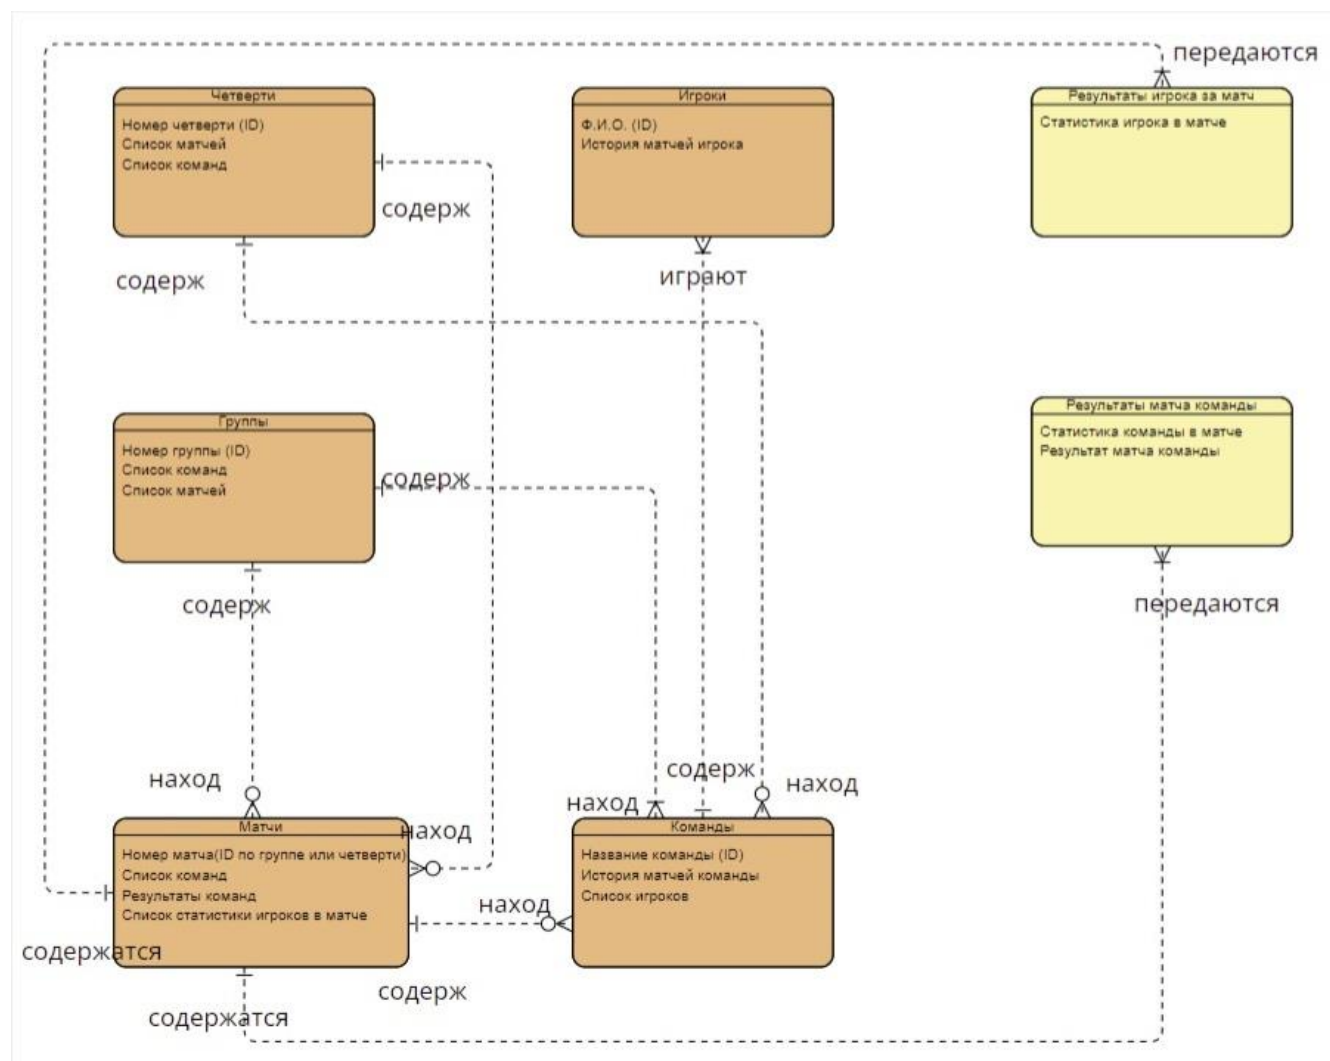 передаются
Четверти
Номер четверти (ID)
Список матчей
Список команд
Игроки
Ф.И.О. (ID)
История матчей игрока
Результаты игрока за матч
Статистика игрока в матче
содерж
содерж
играют
Группы
Номер группы (ID)
Список команд
Список матчей
содерж
Результаты матча команды
Статистика команды в матче
Результат матча команды
содерж
передаются
наход
содерж
наход
наход
наход
Матчи
Номер матча(ID по группе или четверти)
Список команд
Результаты команд
Список статистики игроков в матче
Команды
Название команды (ID)
История матчей команды
Список игроков
наход
содержатся
содерж
содержатся